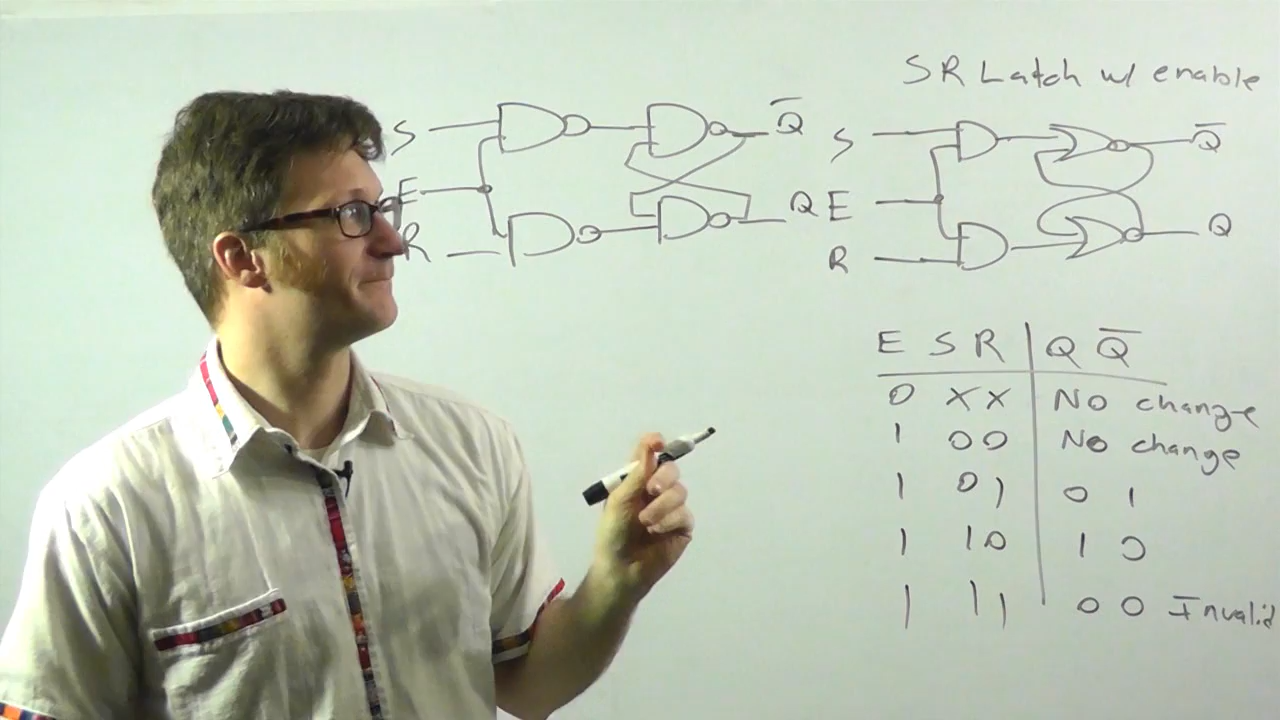 SR Latch w/ enable
S Q̅
E Q
R
S Q̅
E Q
R
E S R Q Q̅
0 X X No change
1 0 0 No change
1 0 1 0 1
1 1 0 1 0
1 1 1 0 0 Invalid